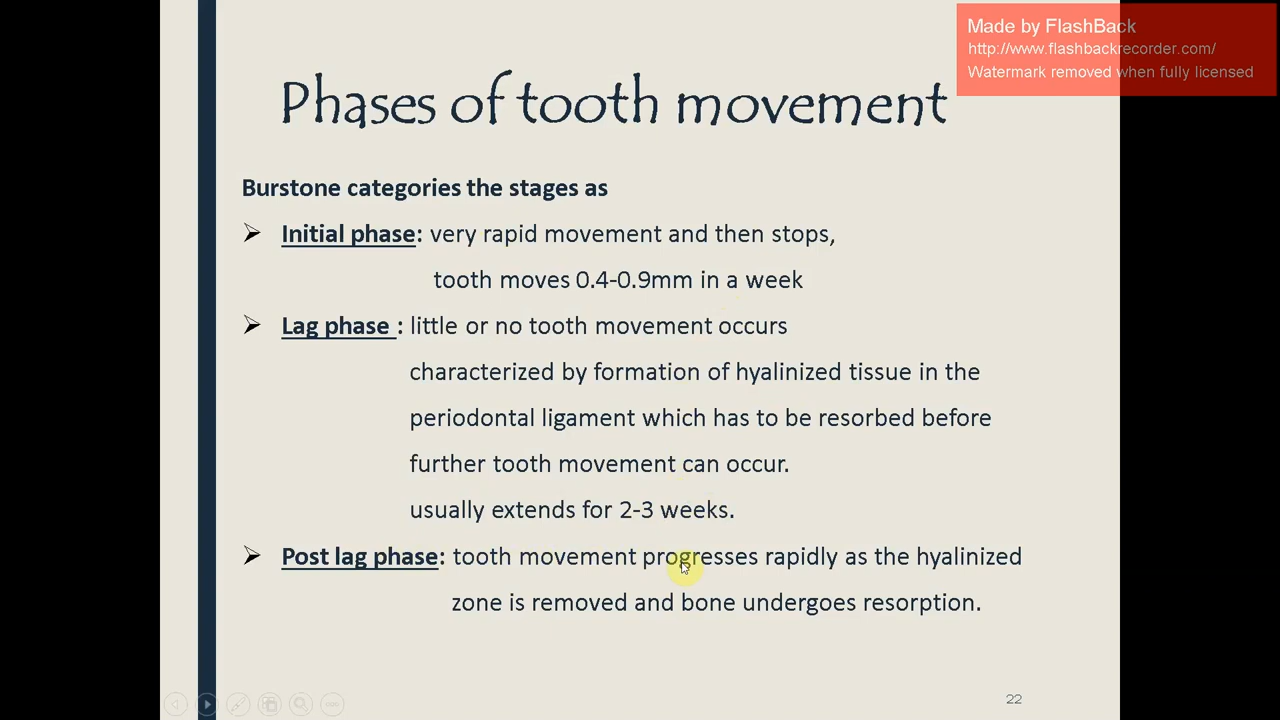 Made by FlashBack
http://www.flashbackrecorder.com/
Watermark removed when fully licensed
Phases of tooth movement
Burstone categories the stages as
Initial phase: very rapid movement and then stops,
tooth moves 0.4-0.9mm in a week
Lag phase : little or no tooth movement occurs
characterized by formation of hyalinized tissue in the
periodontal ligament which has to be resorbed before
further tooth movement can occur.
usually extends for 2-3 weeks.
Post lag phase: tooth movement progresses rapidly as the hyalinized
zone is removed and bone undergoes resorption.
22